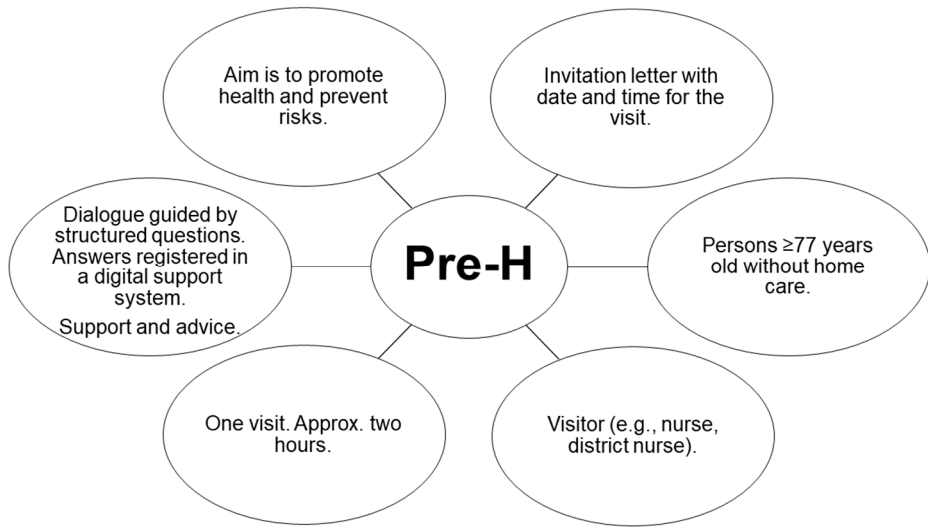 Aim is to promote
health and prevent
risks.
Invitation letter with
date and time for the
visit.
Dialogue guided by
structured questions.
Answers registered in
a digital support
system.
Support and advice.
Pre-H
Persons ≥77 years
old without home
care.
One visit. Approx. two
hours.
Visitor (e.g., nurse,
district nurse).